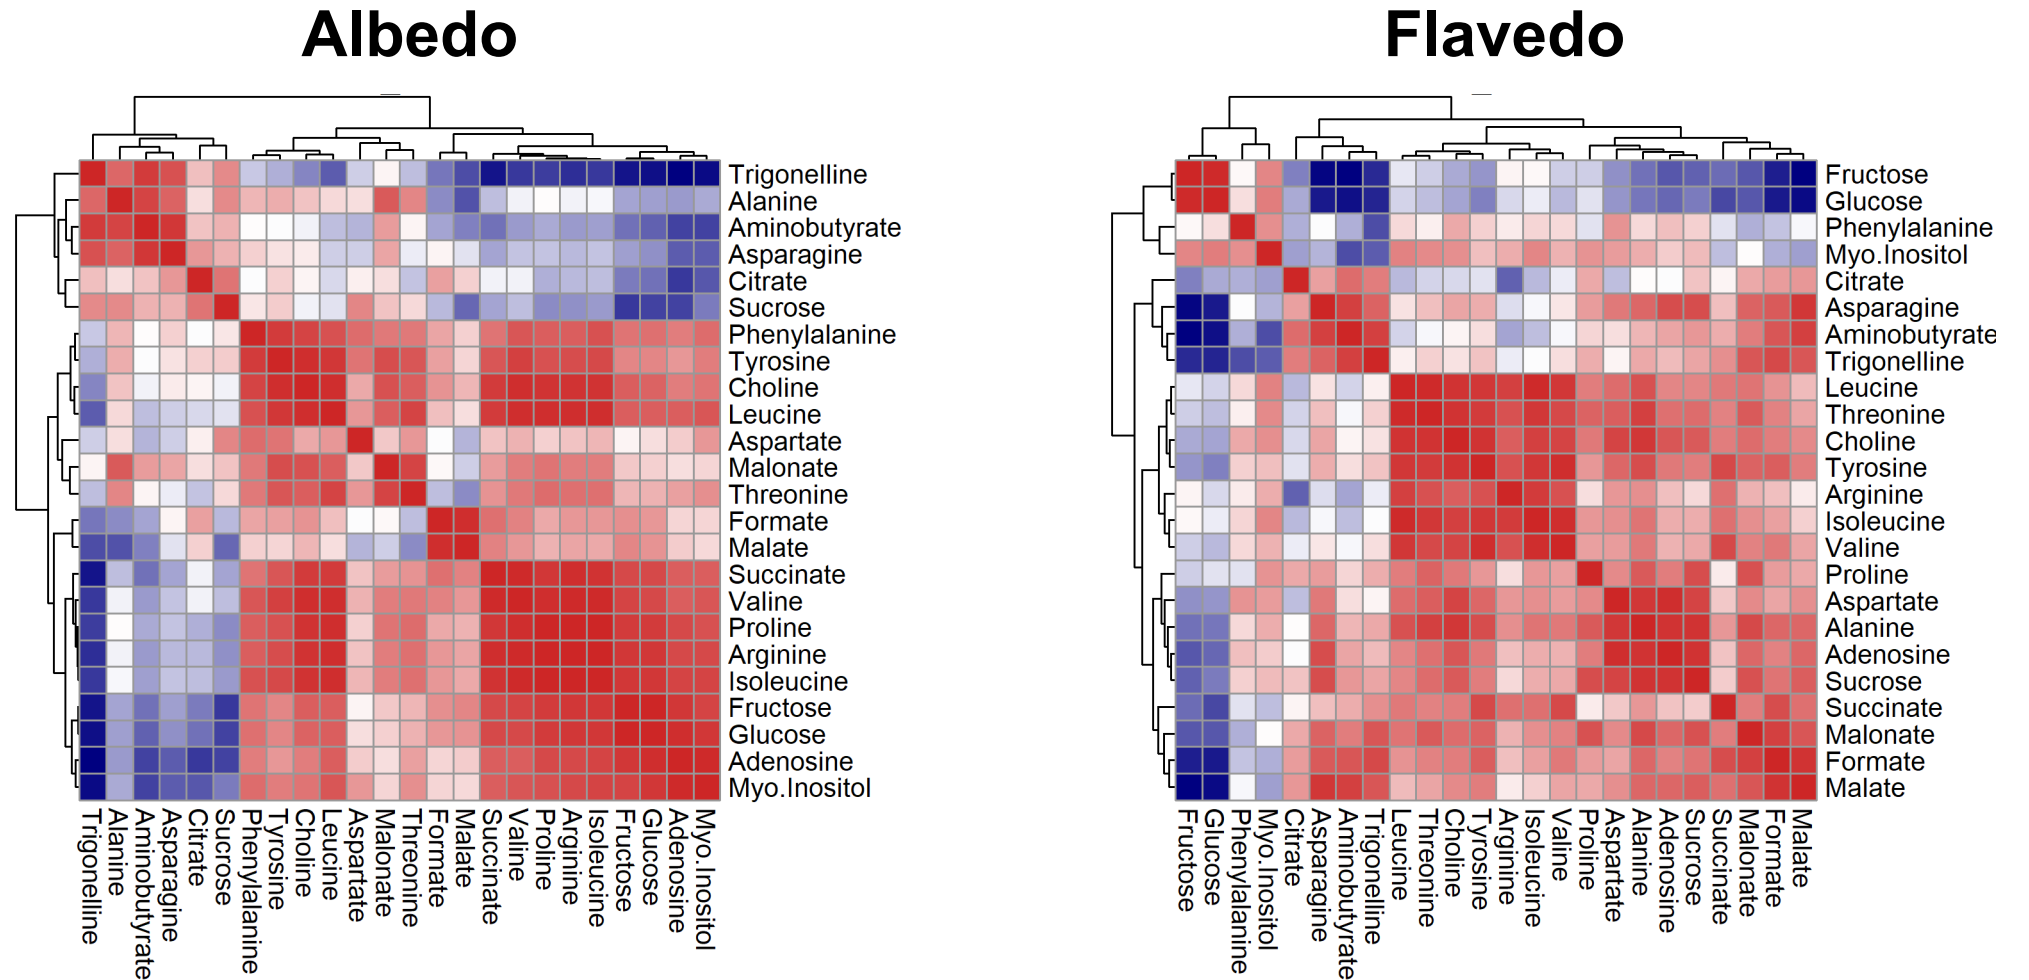 Albedo
Flavedo
Trigonelline
Alanine
Aminobutyrate
Asparagine
Citrate
Sucrose
Phenylalanine
Tyrosine
Choline
Leucine
Aspartate
Malonate
Threonine
Formate
Malate
Succinate
Valine
Proline
Arginine
Isoleucine
Fructose
Glucose
Adenosine
Myo.Inositol
Trigonelline
Alanine
Aminobutyrate
Asparagine
Citrate
Sucrose
Phenylalanine
Tyrosine
Choline
Leucine
Aspartate
Malonate
Threonine
Formate
Malate
Succinate
Valine
Proline
Arginine
Isoleucine
Fructose
Glucose
Adenosine
Myo.Inositol
Fructose
Glucose
Phenylalanine
Myo.Inositol
Citrate
Asparagine
Aminobutyrate
Trigonelline
Leucine
Threonine
Choline
Tyrosine
Arginine
Isoleucine
Valine
Proline
Aspartate
Alanine
Adenosine
Sucrose
Succinate
Malonate
Formate
Malate
Fructose
Glucose
Phenylalanine
Myo.Inositol
Citrate
Asparagine
Aminobutyrate
Trigonelline
Leucine
Threonine
Choline
Tyrosine
Arginine
Isoleucine
Valine
Proline
Aspartate
Alanine
Adenosine
Sucrose
Succinate
Malonate
Formate
Malate